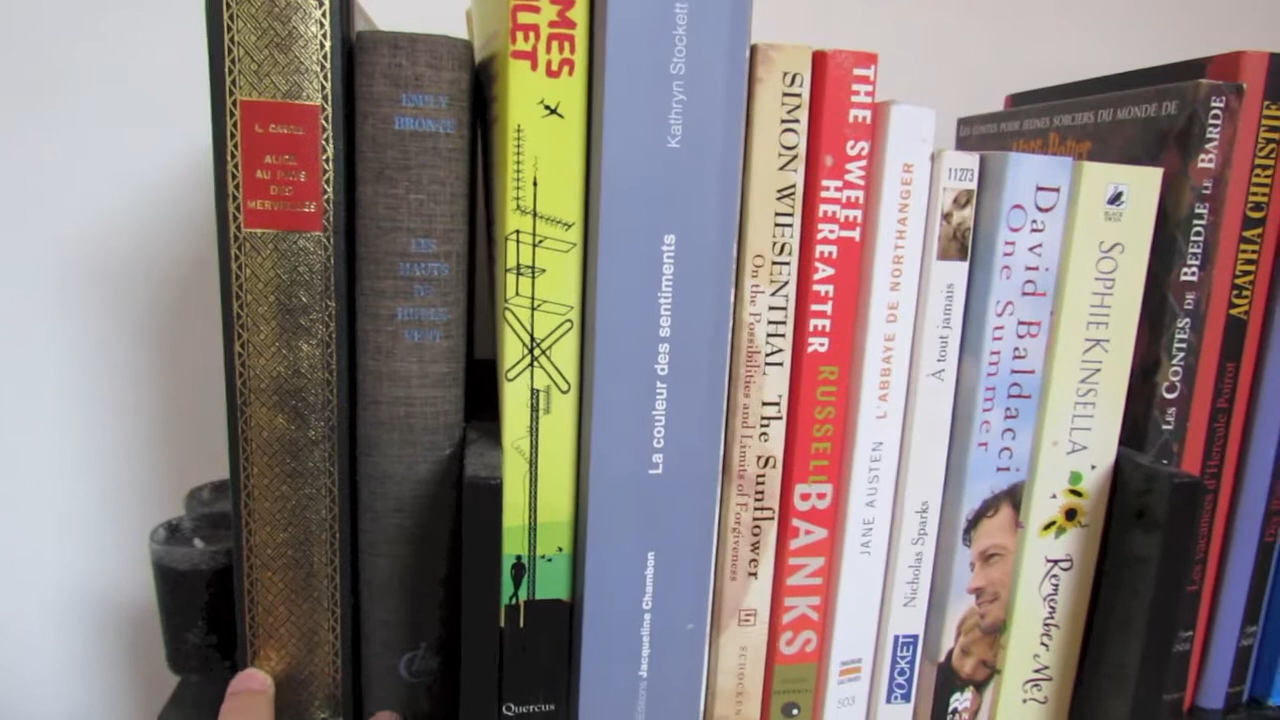 L. CARROLL
ALICE
AU PAYS
DES
MERVEILLES
EMILY
BRONTË
LES
HAUTS
DE
HURLE-
VENT
Quercus
Kathryn Stockett
La couleur des sentiments
Jacqueline Chambon
SIMON WIESENTHAL The Sunflower
On the Possibilities and Limits of Forgiveness
SCHOCKEN
THE SWEET
HEREAFTER
RUSSELL
BANKS
JANE AUSTEN L'ABBAYE DE NORTHANGER
11273
Nicholas Sparks À tout jamais
POCKET
David Baldacci
One Summer
BLACK
SWAN
SOPHIE KINSELLA
Remember Me?
LES CONTES POUR JEUNES SORCIERS DU MONDE DE
Harry Potter
LES CONTES DE BEEDLE LE BARDE
AGATHA CHRISTIE
Les vacances d'Hercule Poirot